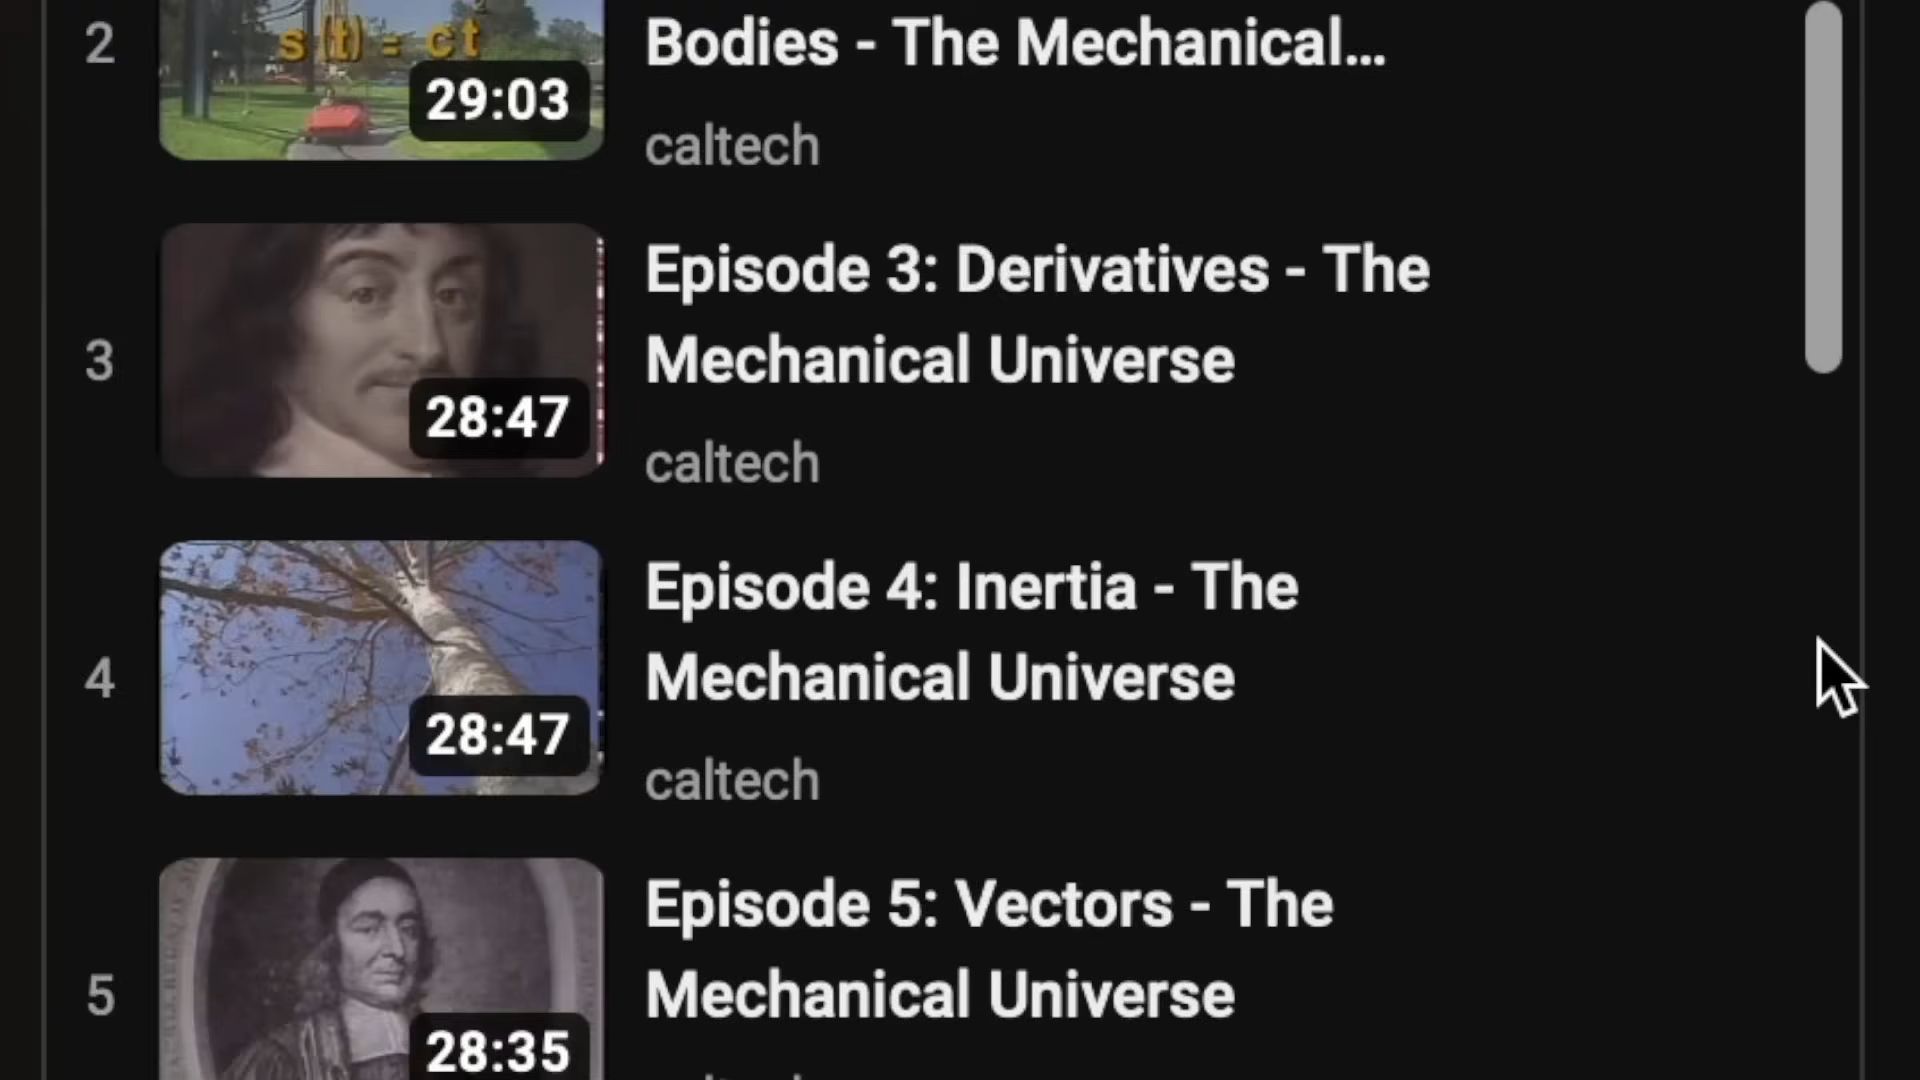 2
s(t) = ct
29:03
Bodies - The Mechanical...
caltech
3
28:47
Episode 3: Derivatives - The
Mechanical Universe
caltech
4
28:47
Episode 4: Inertia - The
Mechanical Universe
caltech
5
28:35
Episode 5: Vectors - The
Mechanical Universe